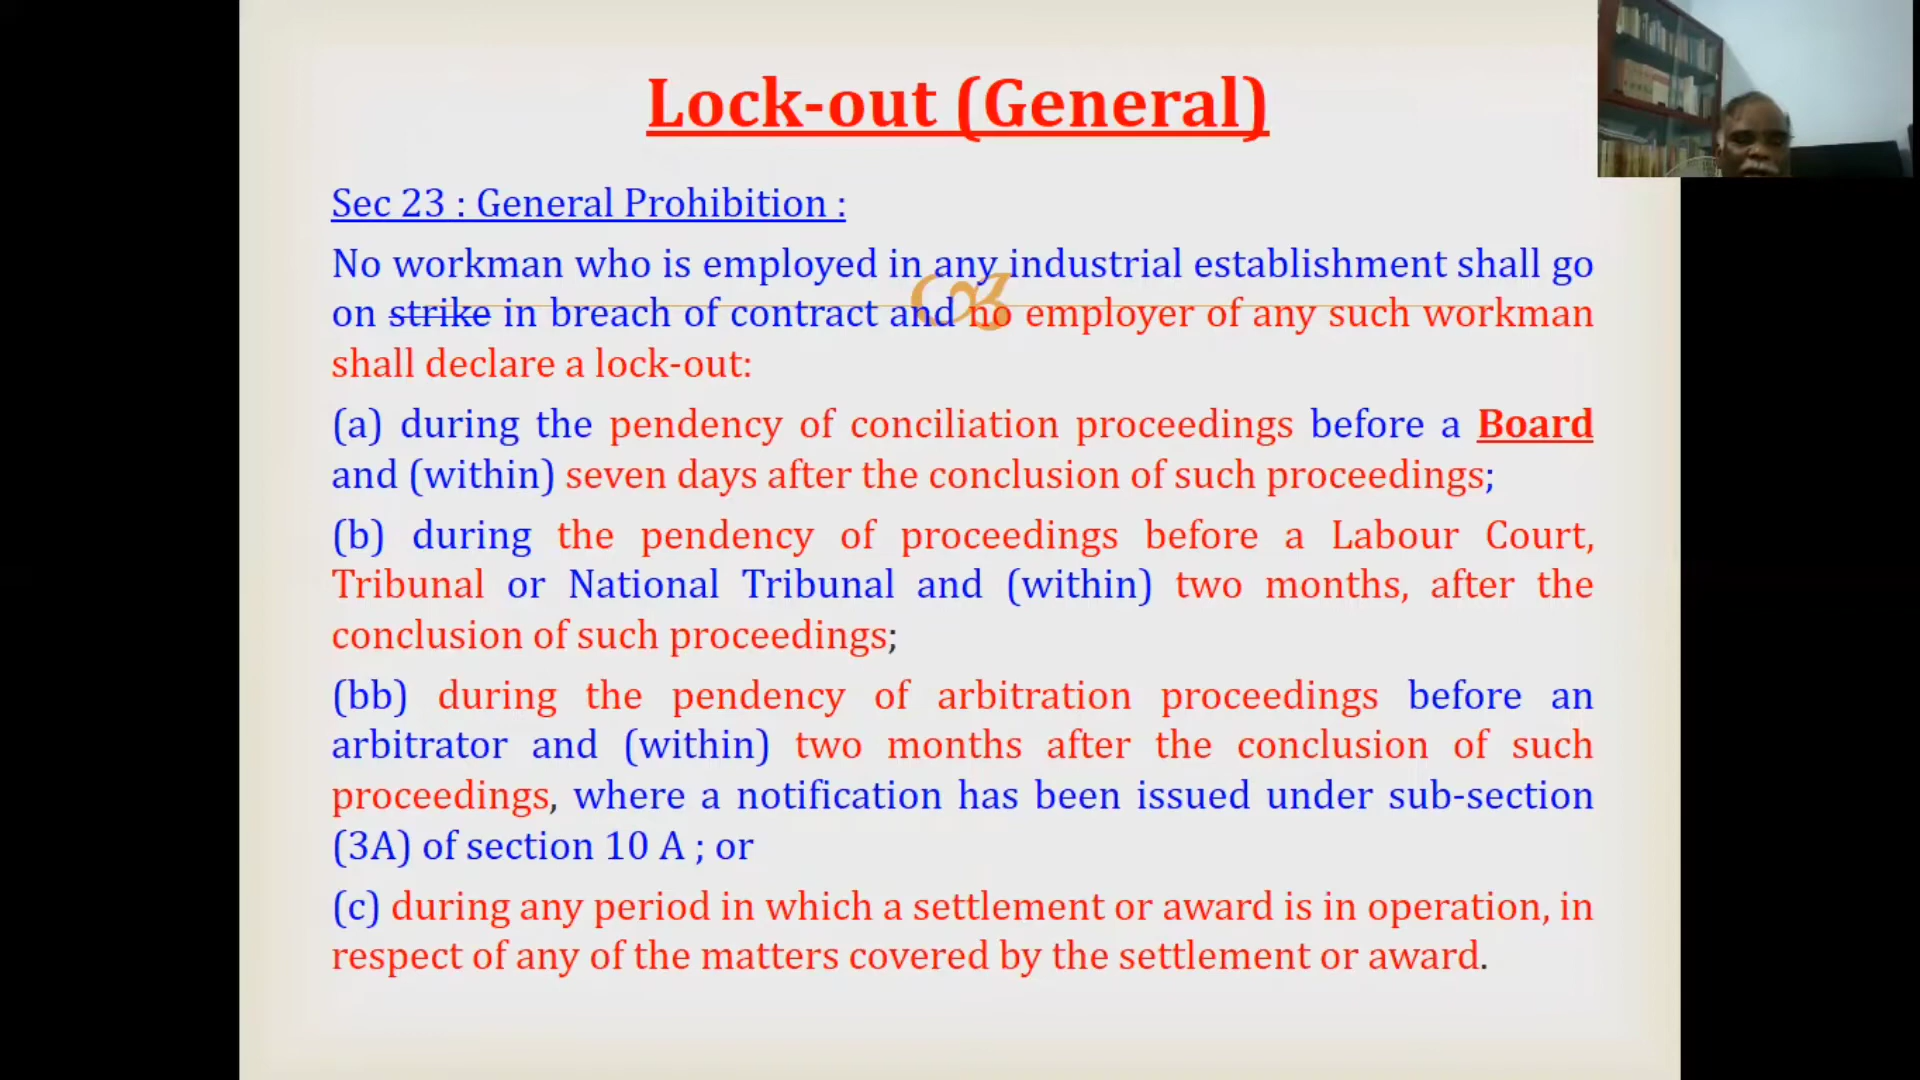 Lock-out (General)
Sec 23 : General Prohibition :
No workman who is employed in any industrial establishment shall go
on strike in breach of contract and no employer of any such workman
shall declare a lock-out:
(a) during the pendency of conciliation proceedings before a Board
and (within) seven days after the conclusion of such proceedings;
(b) during the pendency of proceedings before a Labour Court,
Tribunal or National Tribunal and (within) two months, after the
conclusion of such proceedings;
(bb) during the pendency of arbitration proceedings before an
arbitrator and (within) two months after the conclusion of such
proceedings, where a notification has been issued under sub-section
(3A) of section 10 A ; or
(c) during any period in which a settlement or award is in operation, in
respect of any of the matters covered by the settlement or award.